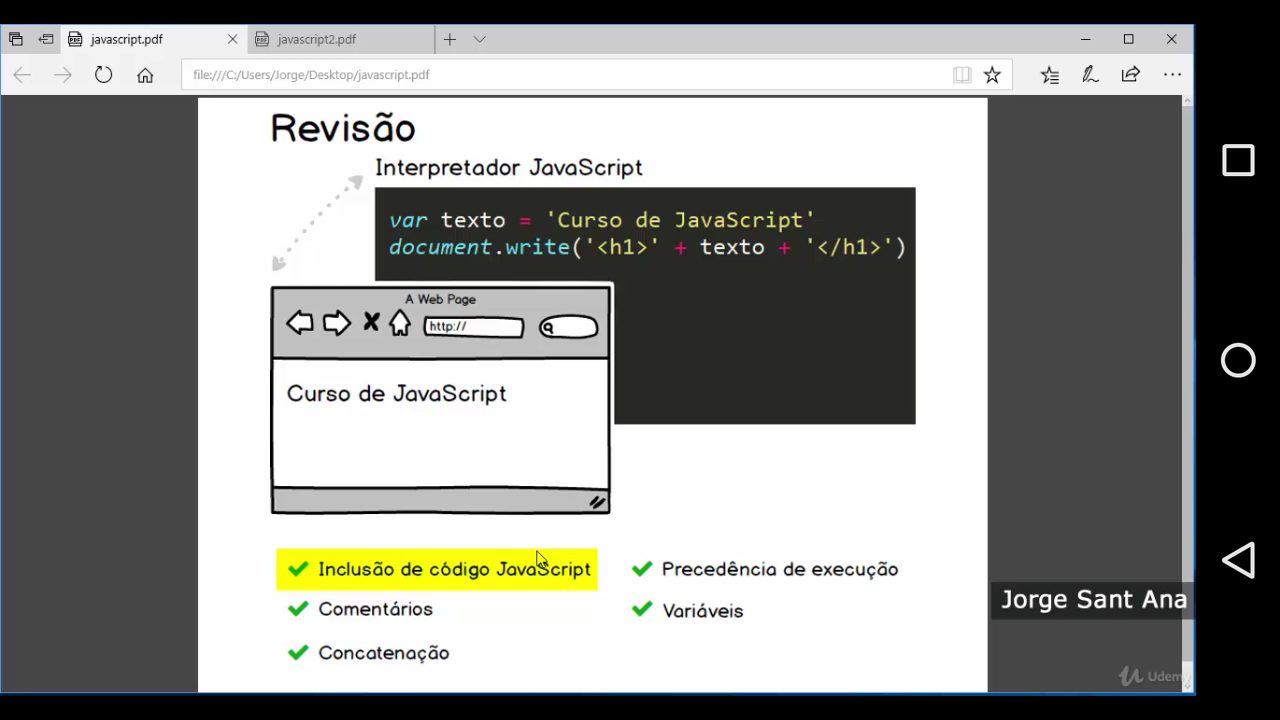 javascript.pdf
javascript2.pdf
file:///C:/Users/Jorge/Desktop/javascript.pdf
Revisão
Interpretador JavaScript
var texto = 'Curso de JavaScript'
document.write('<h1>' + texto + '</h1>')
A Web Page
http://
Curso de JavaScript
Inclusão de código JavaScript
Precedência de execução
Comentários
Variáveis
Concatenação
Jorge Sant Ana
Udemy